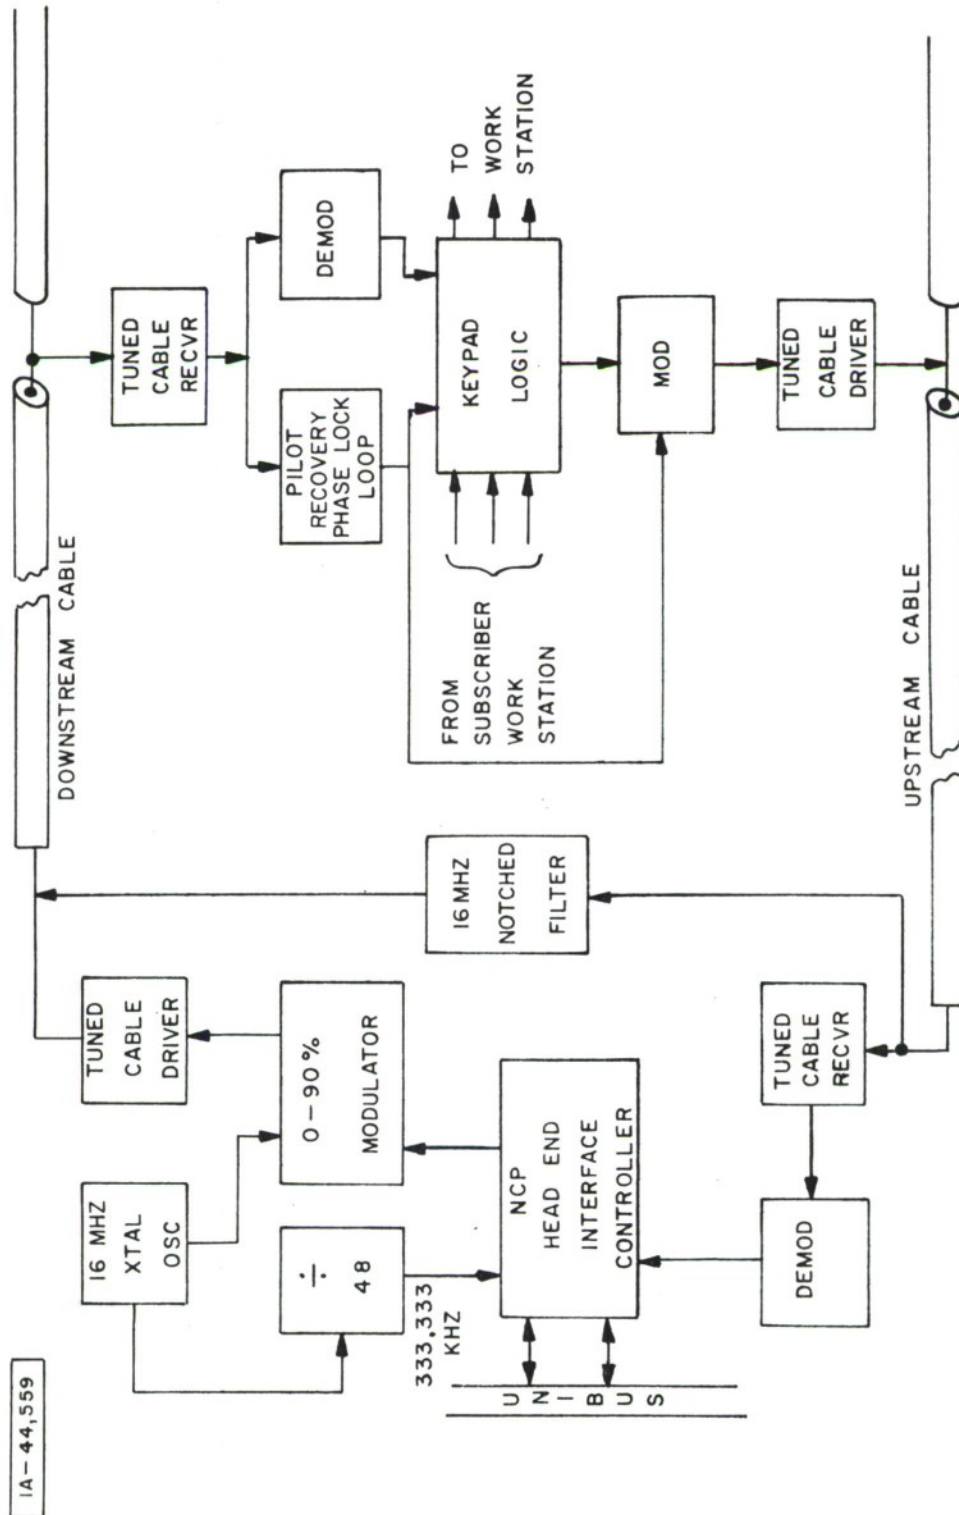 IA-44,559
DOWNSTREAM CABLE
16 MHZ
XTAL
OSC
TUNED
CABLE
DRIVER
TUNED
CABLE
RECVR
÷
48
333.333
KHZ
0-90%
MODULATOR
PILOT
RECOVERY
PHASE LOCK
LOOP
DEMOD
UNIBUS
NCP
HEAD END
INTERFACE
CONTROLLER
16 MHZ
NOTCHED
FILTER
FROM
SUBSCRIBER
WORK
STATION
KEYPAD
LOGIC
TO
WORK
STATION
MOD
DEMOD
TUNED
CABLE
RECVR
TUNED
CABLE
DRIVER
UPSTREAM CABLE